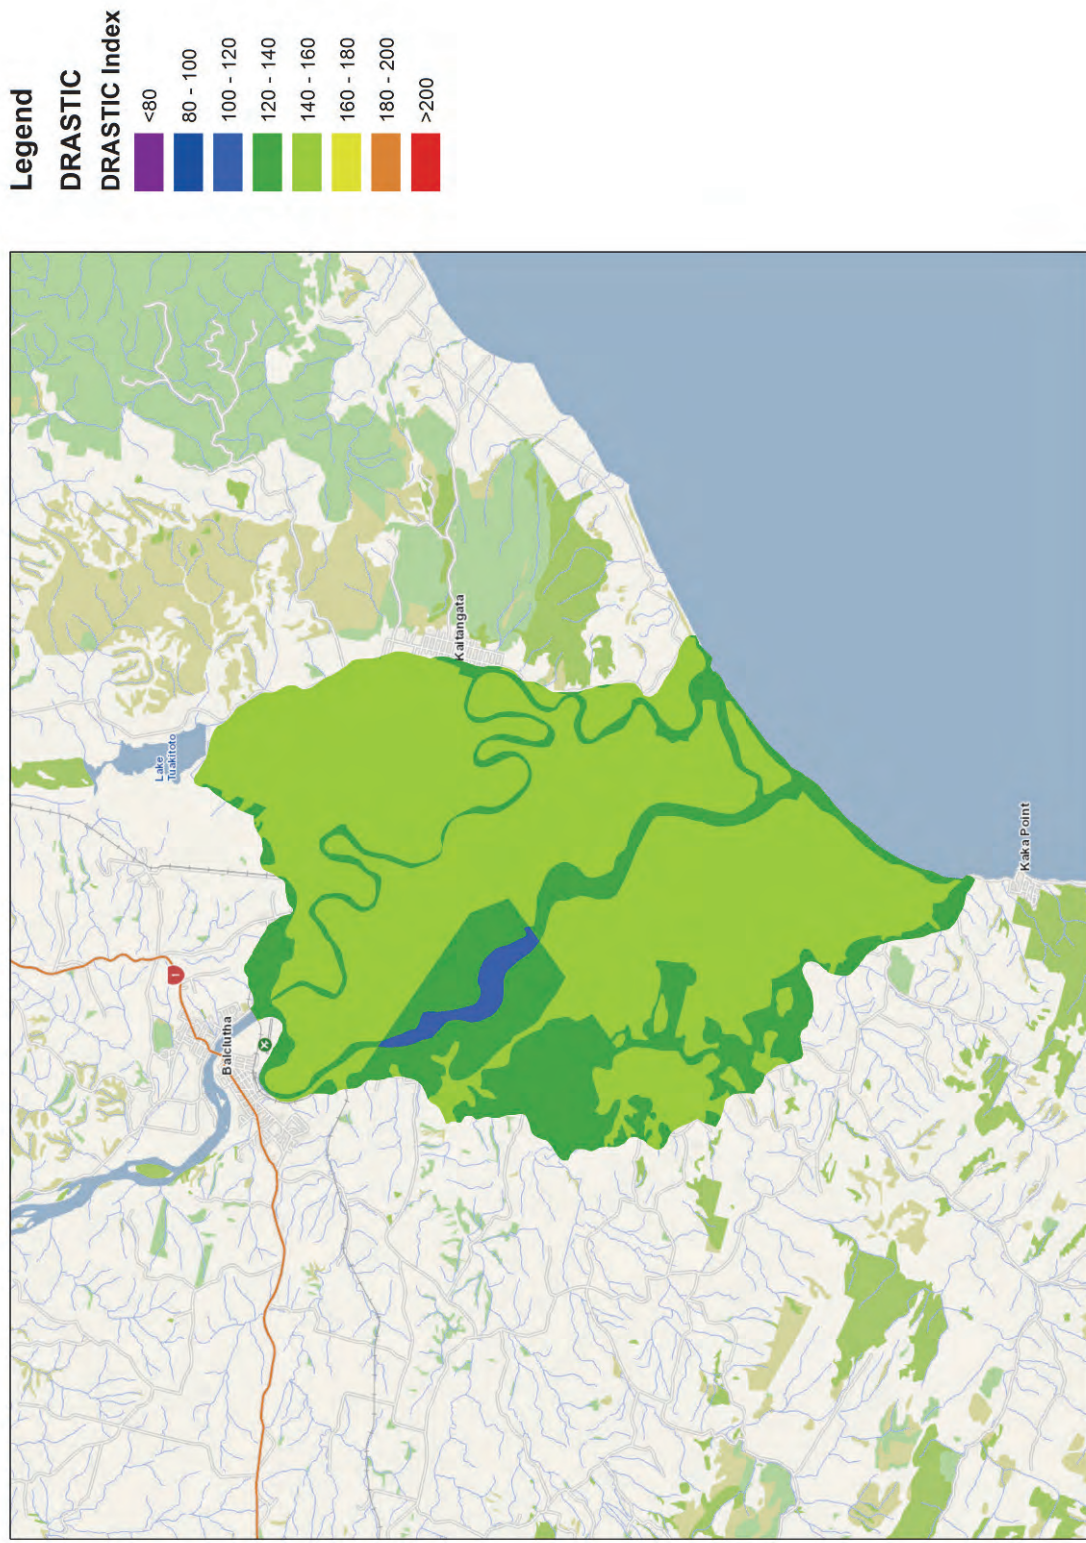 Legend
DRASTIC
DRASTIC Index
<80
80 - 100
100 - 120
120 - 140
140 - 160
160 - 180
180 - 200
>200
Lake
Tuakitoto
Kaitangata
1
Balclutha
Kaka Point